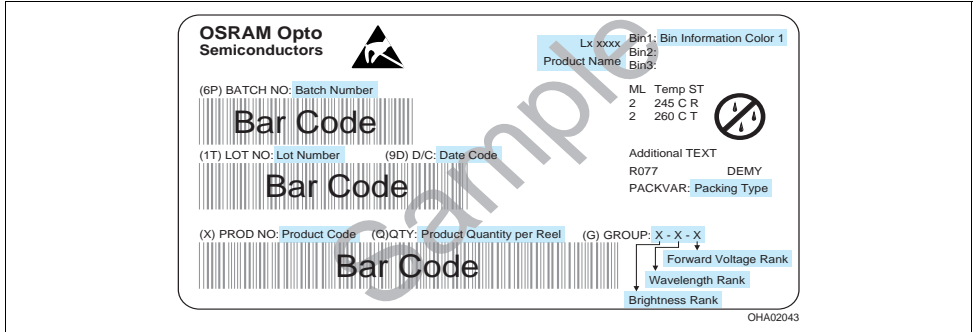 OSRAM Opto
Semiconductors
Lx xxxx
Product Name
Bin1: Bin Information Color 1
Bin2:
Bin3:
ML Temp ST
2 245 C R
2 260 C T
(6P) BATCH NO: Batch Number
Bar Code
(1T) LOT NO: Lot Number (9D) D/C: Date Code
Bar Code
Additional TEXT
R077 DEMY
PACKVAR: Packing Type
(X) PROD NO: Product Code (Q)QTY: Product Quantity per Reel (G) GROUP: X - X - X
Bar Code
Forward Voltage Rank
Wavelength Rank
Brightness Rank
Sample
OHA02043